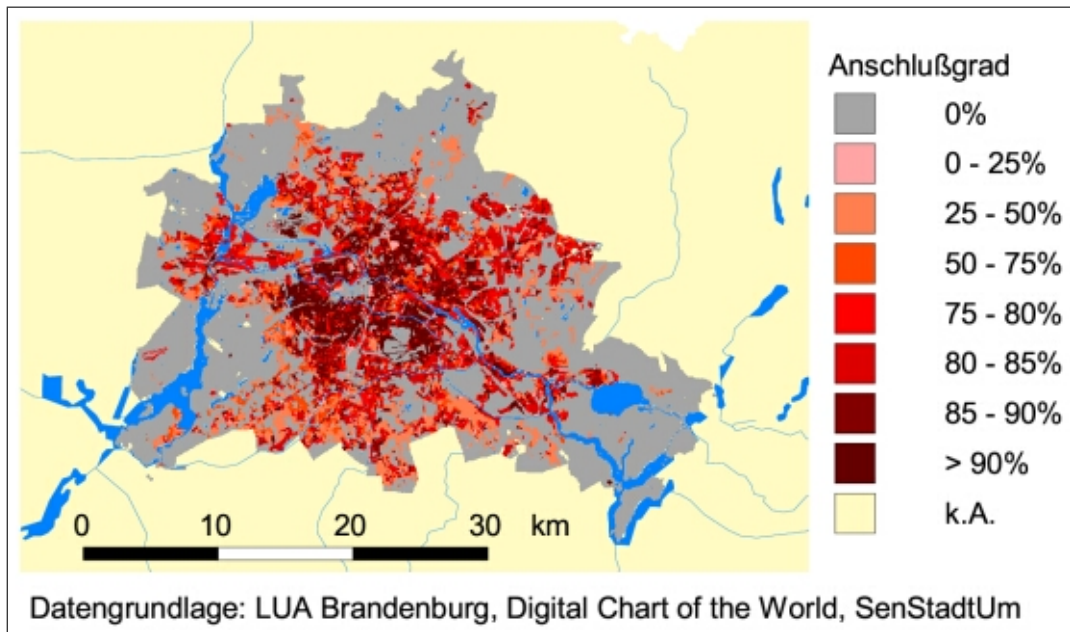 Anschlußgrad
0%
0 - 25%
25 - 50%
50 - 75%
75 - 80%
80 - 85%
85 - 90%
> 90%
k.A.
0 10 20 30 km
Datengrundlage: LUA Brandenburg, Digital Chart of the World, SenStadtUm